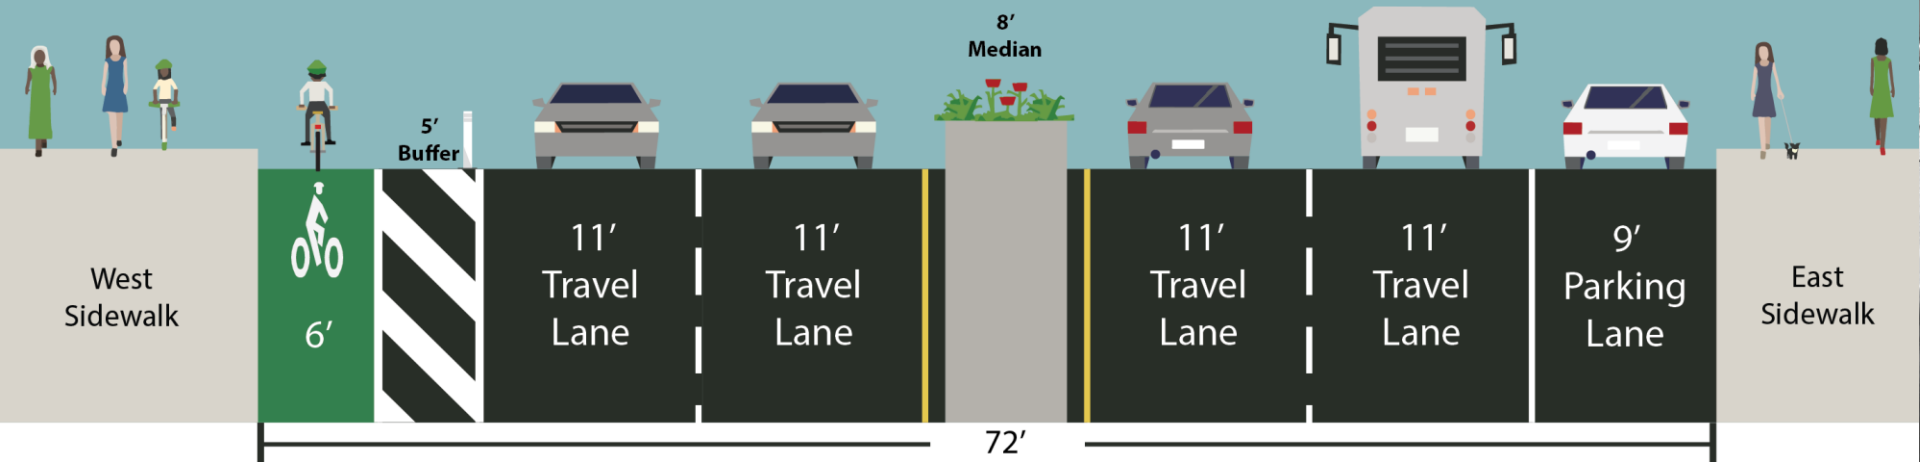 8’
Median
5’
Buffer
West
Sidewalk
6’
11’
Travel
Lane
11’
Travel
Lane
11’
Travel
Lane
11’
Travel
Lane
9’
Parking
Lane
East
Sidewalk
72’